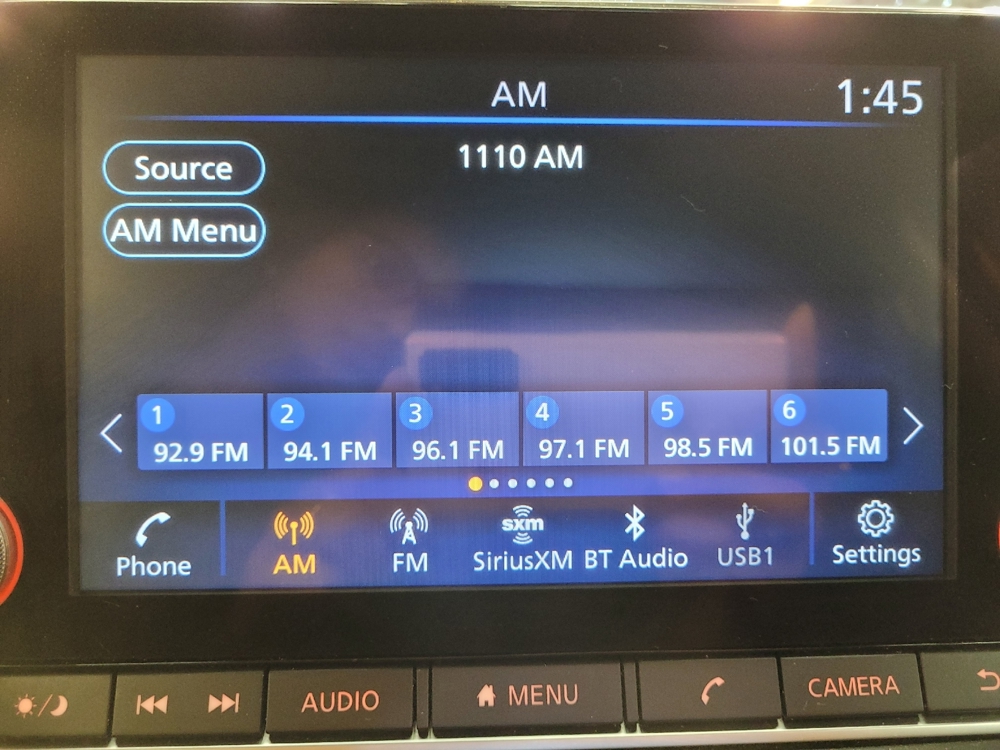 AM 1:45
Source
1110 AM
AM Menu
1 2 3 4 5 6
92.9 FM 94.1 FM 96.1 FM 97.1 FM 98.5 FM 101.5 FM
sxm
Phone AM FM SiriusXM BT Audio USB1 Settings
AUDIO MENU CAMERA